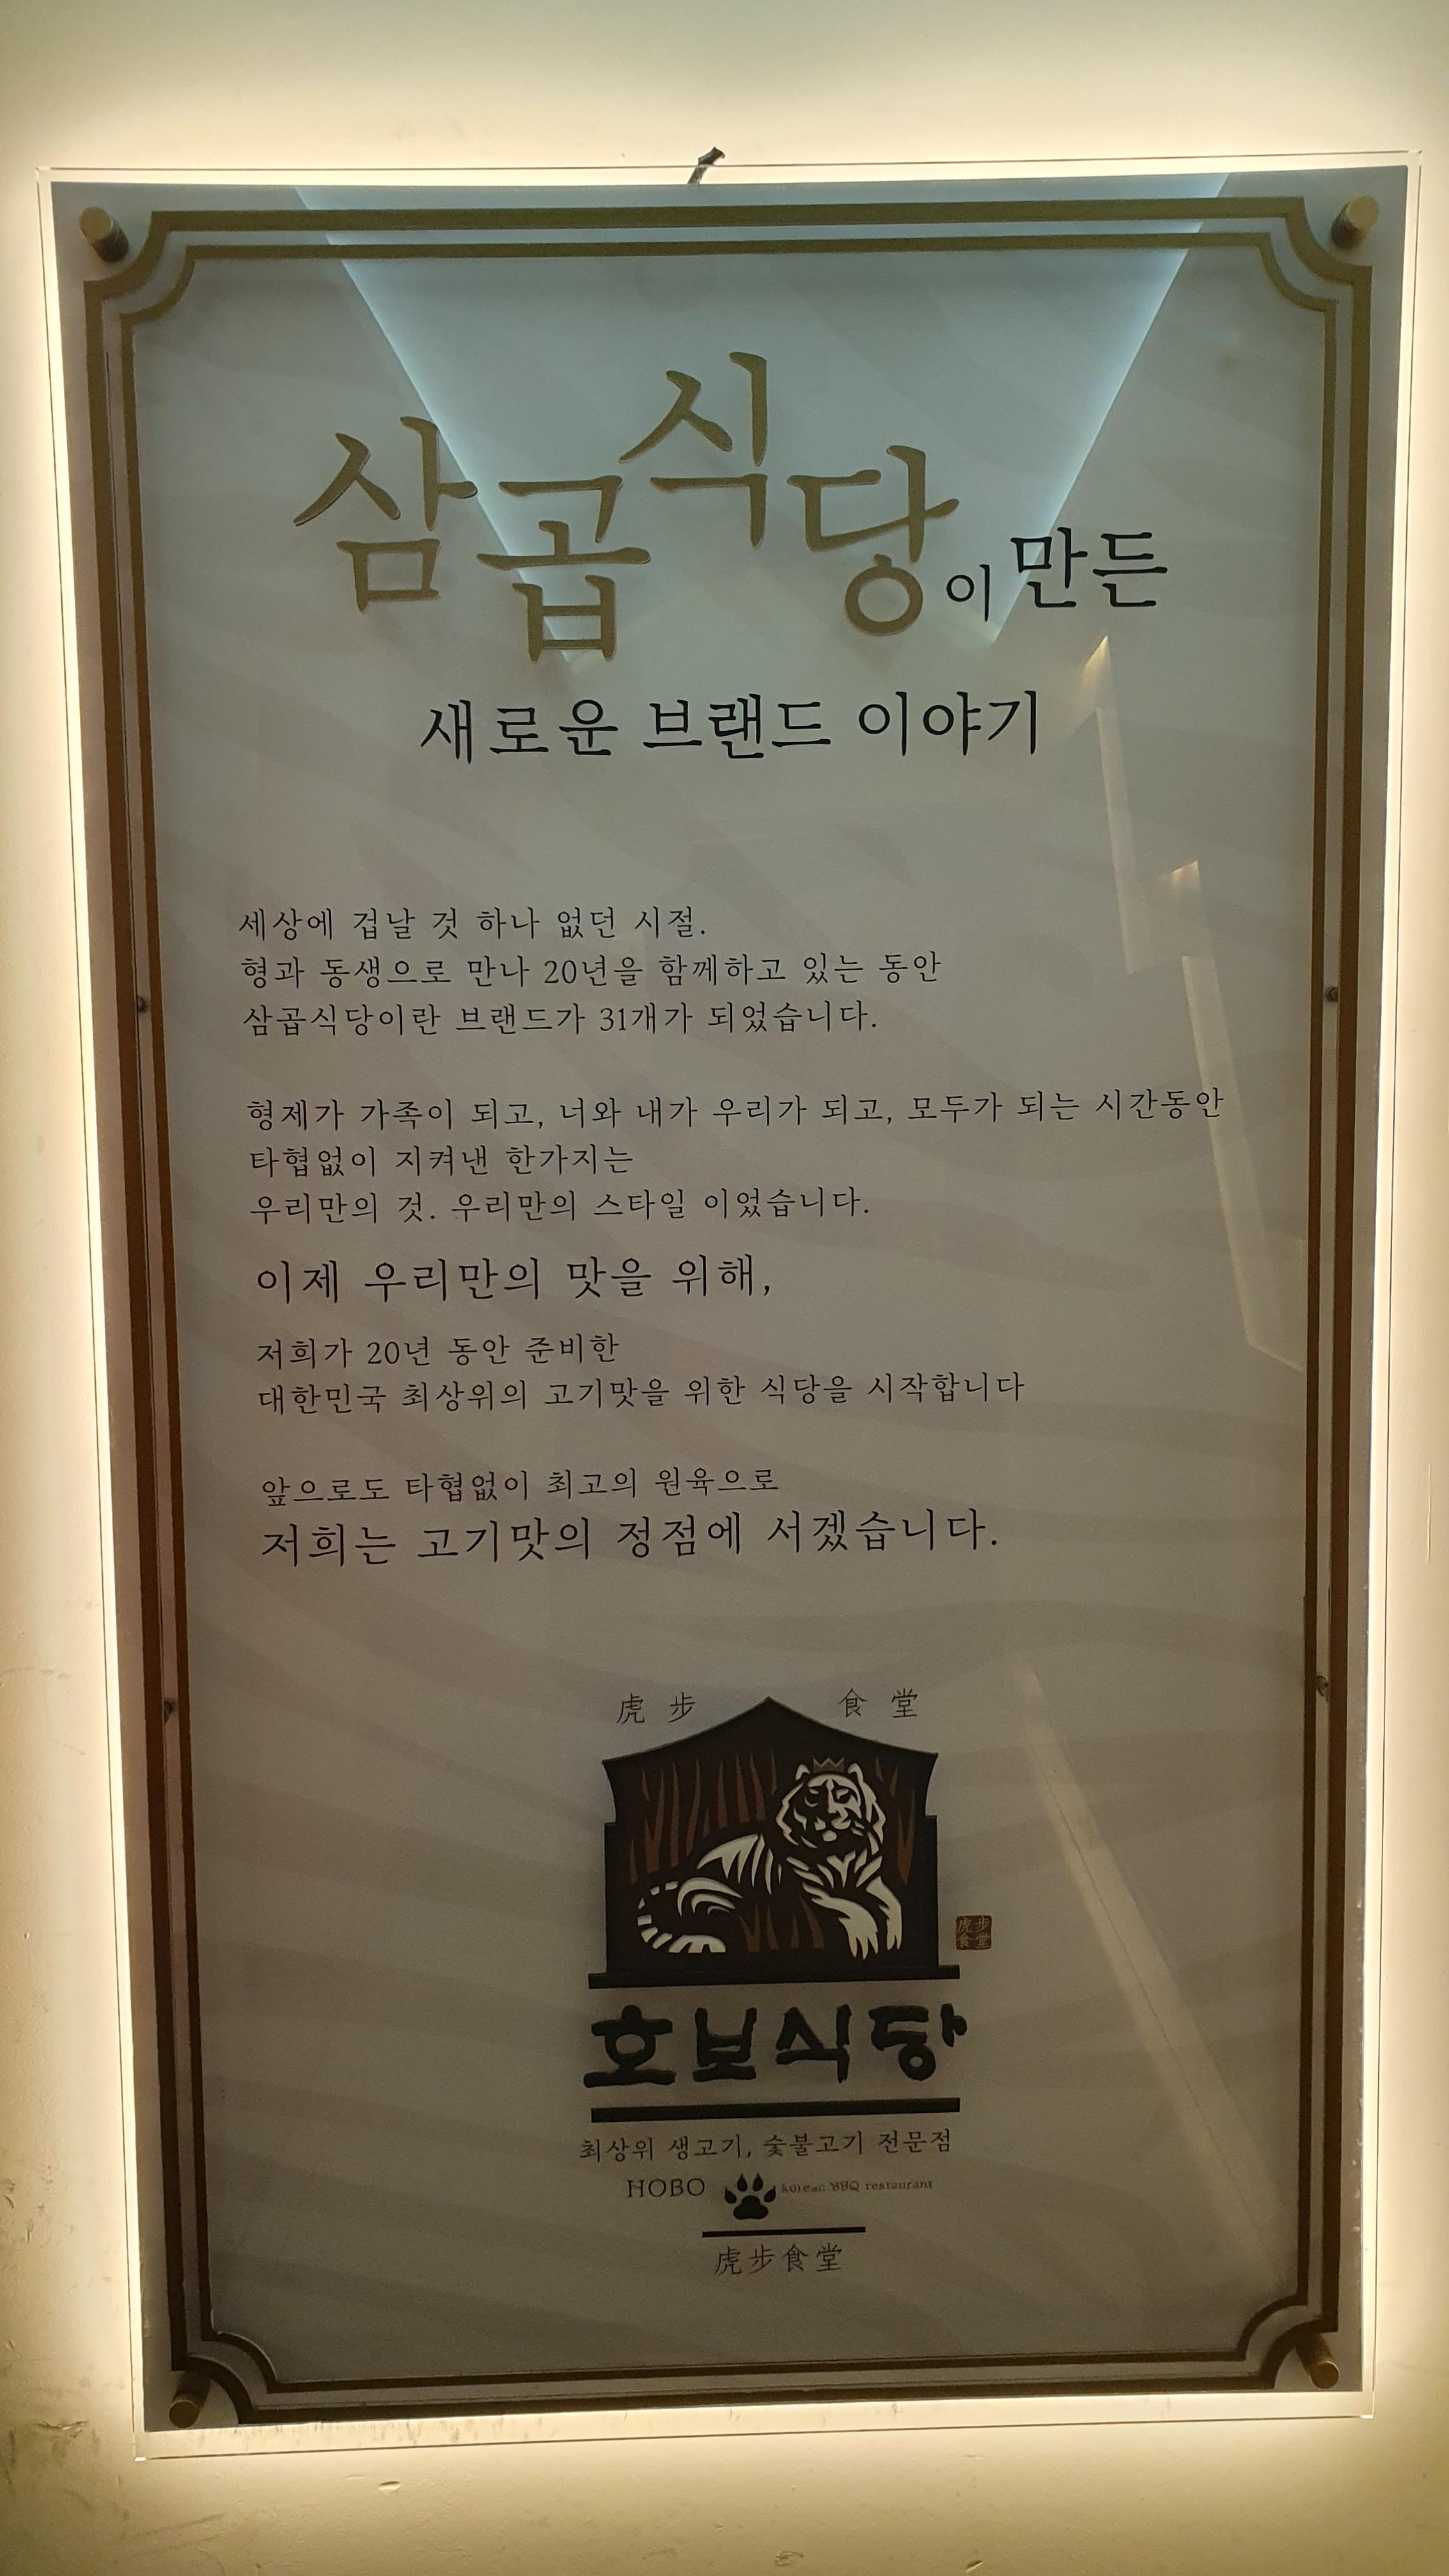 삼곱식당이 만든
새로운 브랜드 이야기
세상에 겁날 것 하나 없던 시절.
형과 동생으로 만나 20년을 함께하고 있는 동안
삼곱식당이란 브랜드가 31개가 되었습니다.
형제가 가족이 되고, 너와 내가 우리가 되고, 모두가 되는 시간동안
타협없이 지켜낸 한가지는
우리만의 것. 우리만의 스타일 이었습니다.
이제 우리만의 맛을 위해,
저희가 20년 동안 준비한
대한민국 최상위의 고기맛을 위한 식당을 시작합니다
앞으로도 타협없이 최고의 원육으로
저희는 고기맛의 정점에 서겠습니다.
虎步 食堂
虎步
食堂
호보식당
최상위 생고기, 숯불고기 전문점
HOBO korean BBQ restaurant
虎步食堂